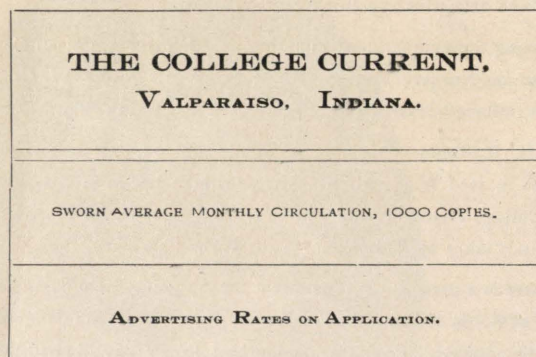 THE COLLEGE CURRENT,
VALPARAISO, INDIANA.
SWORN AVERAGE MONTHLY CIRCULATION, 1000 COPIES.
ADVERTISING RATES ON APPLICATION.